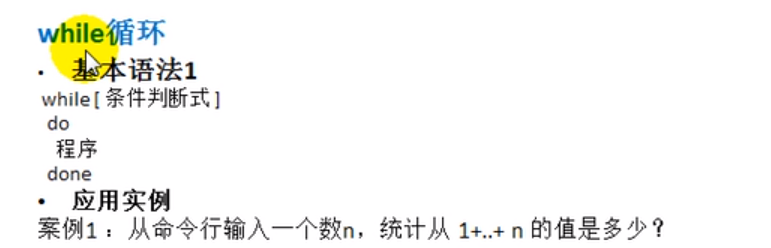 while循环
• 基本语法1
while[ 条件判断式 ]
do
程序
done
• 应用实例
案例1 ：从命令行输入一个数n，统计从 1+..+ n 的值是多少？